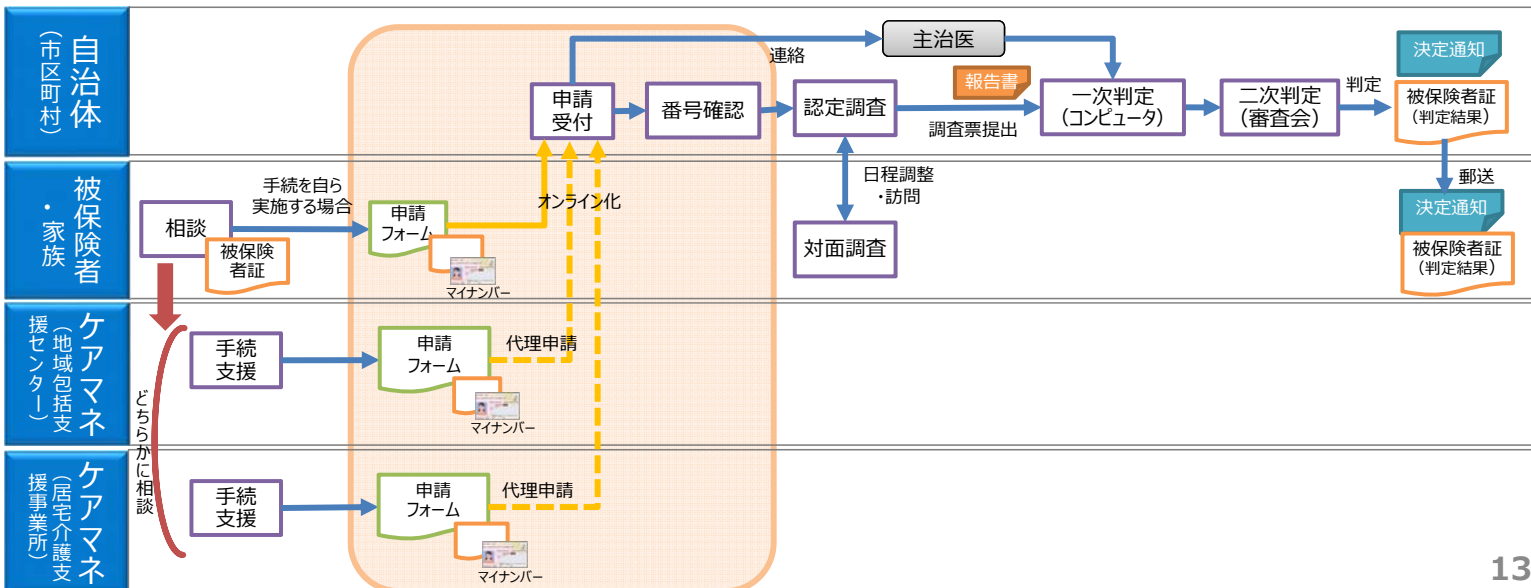 自治体
(市区町村)
連絡
主治医
申請
受付
番号確認
認定調査
報告書
調査票提出
一次判定
(コンピュータ)
二次判定
(審査会)
判定
決定通知
被保険者証
(判定結果)
被保険者
・家族
相談
被保険
者証
手続を自ら
実施する場合
申請
フォーム
マイナンバー
オンライン化
日程調整
・訪問
対面調査
郵送
決定通知
被保険者証
(判定結果)
ケアマネ
(地域包括支
援センター)
どちらかに相談
手続
支援
申請
フォーム
マイナンバー
代理申請
ケアマネ
(居宅介護支
援事業所)
手続
支援
申請
フォーム
マイナンバー
代理申請
13